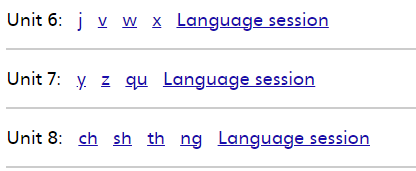 Unit 6: j v w x Language session
Unit 7: y z qu Language session
Unit 8: ch sh th ng Language session